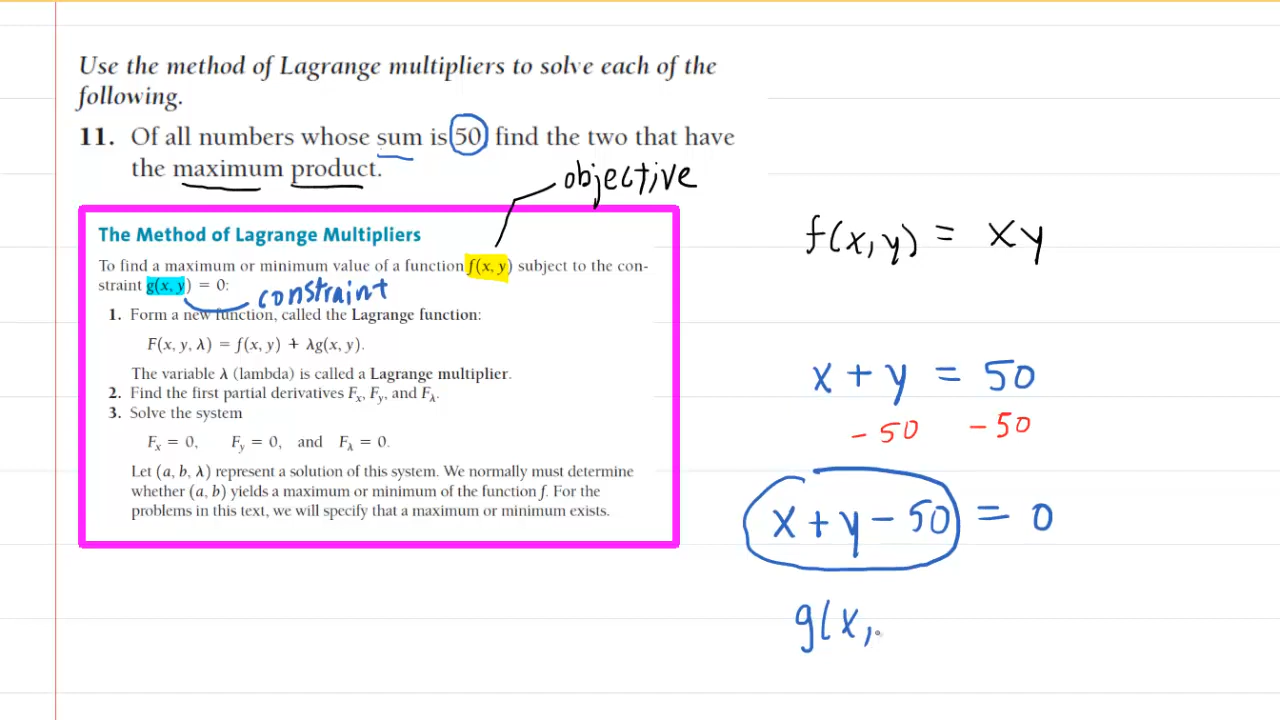 Use the method of Lagrange multipliers to solve each of the
following.
11. Of all numbers whose sum is 50 find the two that have
the maximum product.
objective
The Method of Lagrange Multipliers
To find a maximum or minimum value of a function f(x, y) subject to the con-
straint g(x, y) = 0:
constraint
1. Form a new function, called the Lagrange function:
F(x, y, λ) = f(x, y) + λg(x, y).
The variable λ (lambda) is called a Lagrange multiplier.
2. Find the first partial derivatives Fx, Fy, and Fλ.
3. Solve the system
Fx = 0, Fy = 0, and Fλ = 0.
Let (a, b, λ) represent a solution of this system. We normally must determine
whether (a, b) yields a maximum or minimum of the function f. For the
problems in this text, we will specify that a maximum or minimum exists.
f(x, y) = xy
x + y = 50
- 50 - 50
x + y - 50 = 0
g(x,